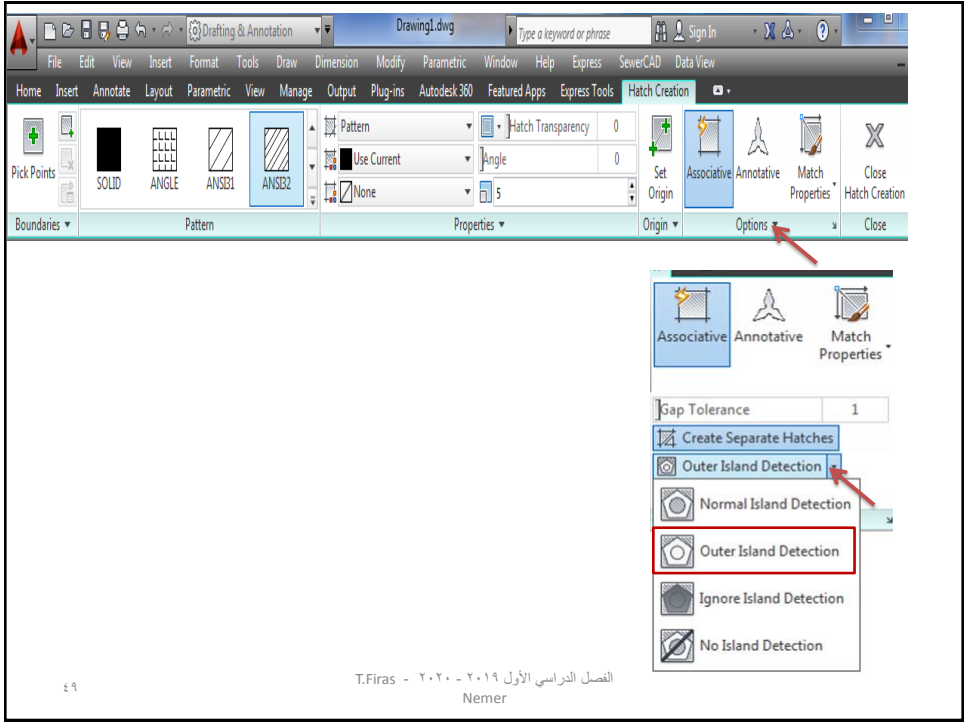 Drafting & Annotation Drawing1.dwg Type a keyword or phrase Sign In
File Edit View Insert Format Tools Draw Dimension Modify Parametric Window Help Express SewerCAD Data View
Home Insert Annotate Layout Parametric View Manage Output Plug-ins Autodesk 360 Featured Apps Express Tools Hatch Creation
Pattern Hatch Transparency 0
Use Current Angle 0
None 5
Pick Points
SOLID ANGLE ANSI31 ANSI32
Set Origin
Associative Annotative Match Properties
Close Hatch Creation
Boundaries Pattern Properties Origin Options Close
Associative Annotative Match
Properties
Gap Tolerance 1
Create Separate Hatches
Outer Island Detection
Normal Island Detection
Outer Island Detection
Ignore Island Detection
No Island Detection
الفصل الدراسي الأول ٢٠١٩ - ٢٠٢٠ - T.Firas
Nemer
٤٩